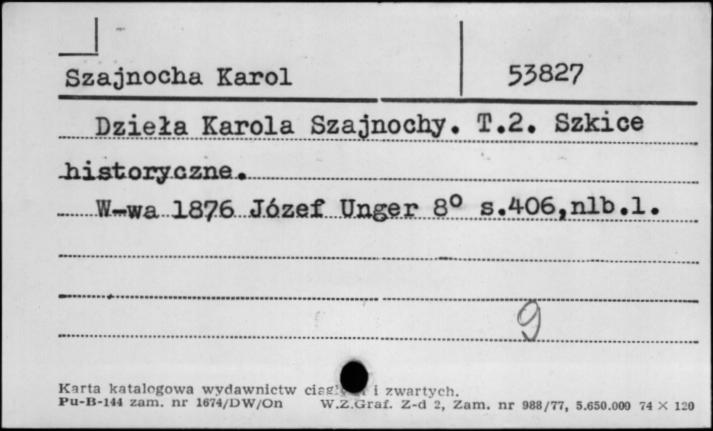 Szajnocha Karol 53827
Dzieła Karola Szajnochy. T.2. Szkice
historyczne.
W-wa 1876 Józef Unger 8° s.406,nlb.1.
9
Karta katalogowa wydawnictw i zwartych.
Pu-B-144 zam. nr 1674/DW/On W.Z.Graf. Z-d 2, Zam. nr 988/77, 5.650.000 74 × 120